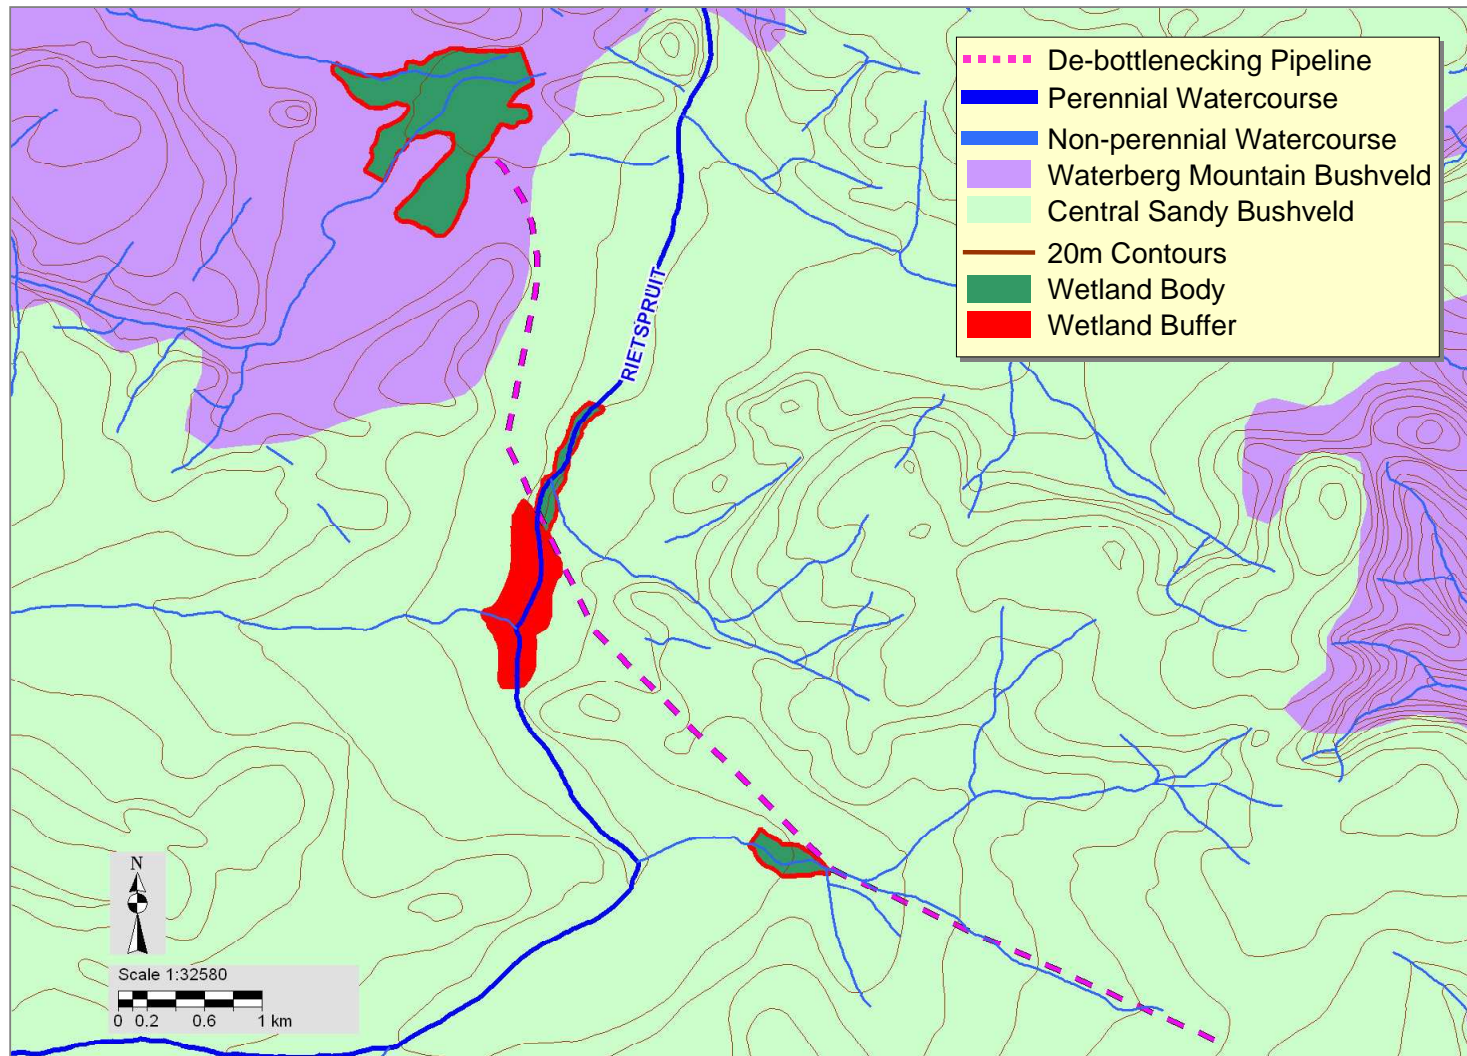 De-bottlenecking Pipeline
Perennial Watercourse
Non-perennial Watercourse
Waterberg Mountain Bushveld
Central Sandy Bushveld
20m Contours
Wetland Body
Wetland Buffer
RIETSPRUIT
N
Scale 1:32580
0 0.2 0.6 1 km